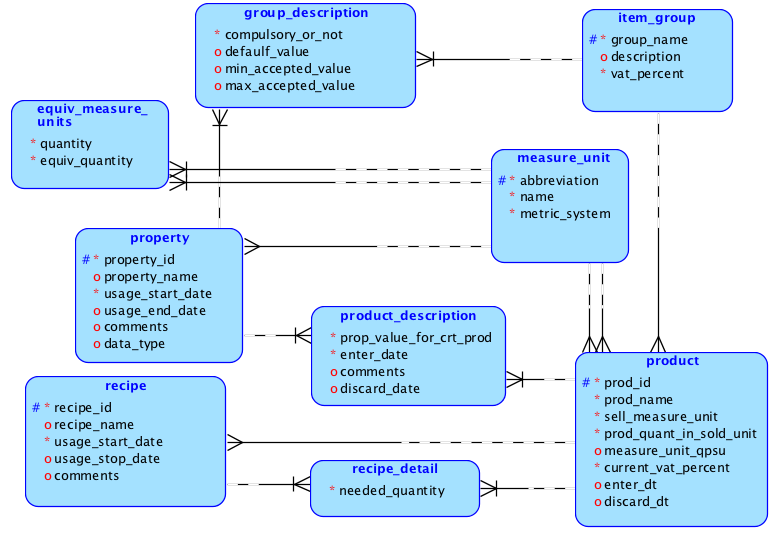 group_description
* compulsory_or_not
o defaulf_value
o min_accepted_value
o max_accepted_value
item_group
# * group_name
o description
* vat_percent
equiv_measure_
units
* quantity
* equiv_quantity
measure_unit
# * abbreviation
* name
* metric_system
property
# * property_id
o property_name
* usage_start_date
o usage_end_date
o comments
o data_type
product_description
* prop_value_for_crt_prod
* enter_date
o comments
o discard_date
product
# * prod_id
* prod_name
* sell_measure_unit
* prod_quant_in_sold_unit
o measure_unit_qpsu
* current_vat_percent
o enter_dt
o discard_dt
recipe
# * recipe_id
o recipe_name
* usage_start_date
o usage_stop_date
o comments
recipe_detail
* needed_quantity